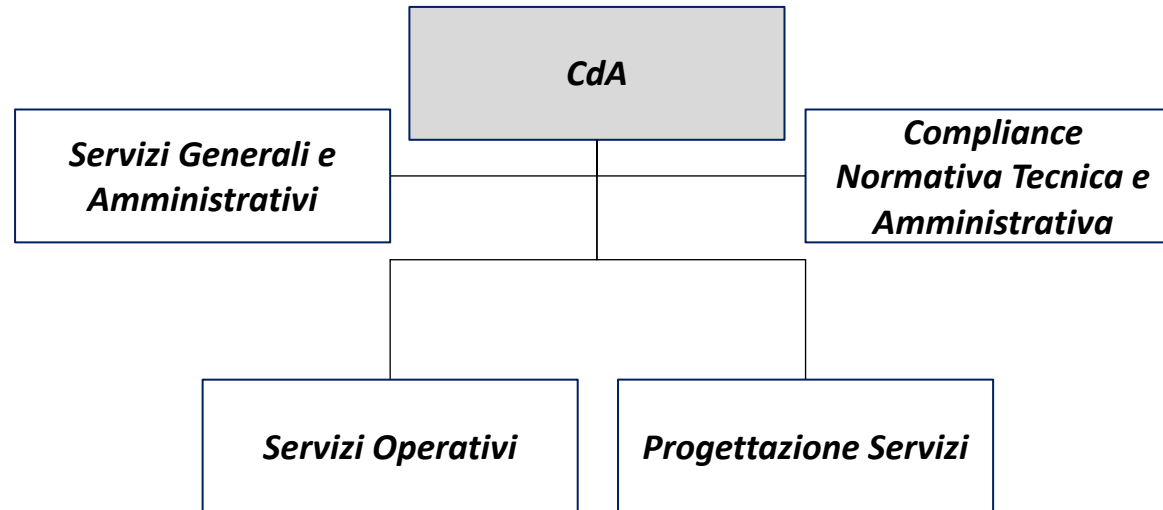 CdA
Servizi Generali e
Amministrativi
Compliance
Normativa Tecnica e
Amministrativa
Servizi Operativi
Progettazione Servizi